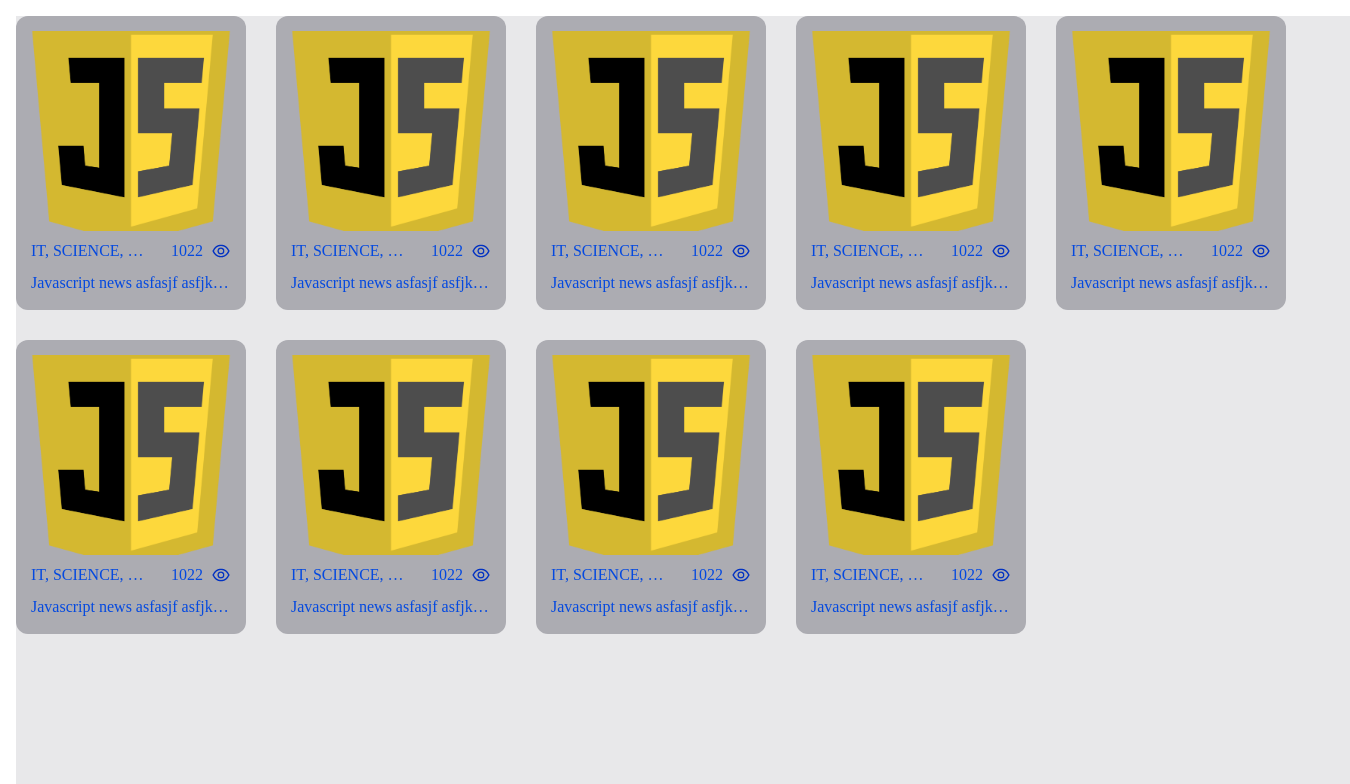 JS JS JS JS JS
IT, SCIENCE, … 1022 IT, SCIENCE, … 1022 IT, SCIENCE, … 1022 IT, SCIENCE, … 1022 IT, SCIENCE, … 1022
Javascript news asfasjf asfjk… Javascript news asfasjf asfjk… Javascript news asfasjf asfjk… Javascript news asfasjf asfjk… Javascript news asfasjf asfjk…
JS JS JS JS
IT, SCIENCE, … 1022 IT, SCIENCE, … 1022 IT, SCIENCE, … 1022 IT, SCIENCE, … 1022
Javascript news asfasjf asfjk… Javascript news asfasjf asfjk… Javascript news asfasjf asfjk… Javascript news asfasjf asfjk…